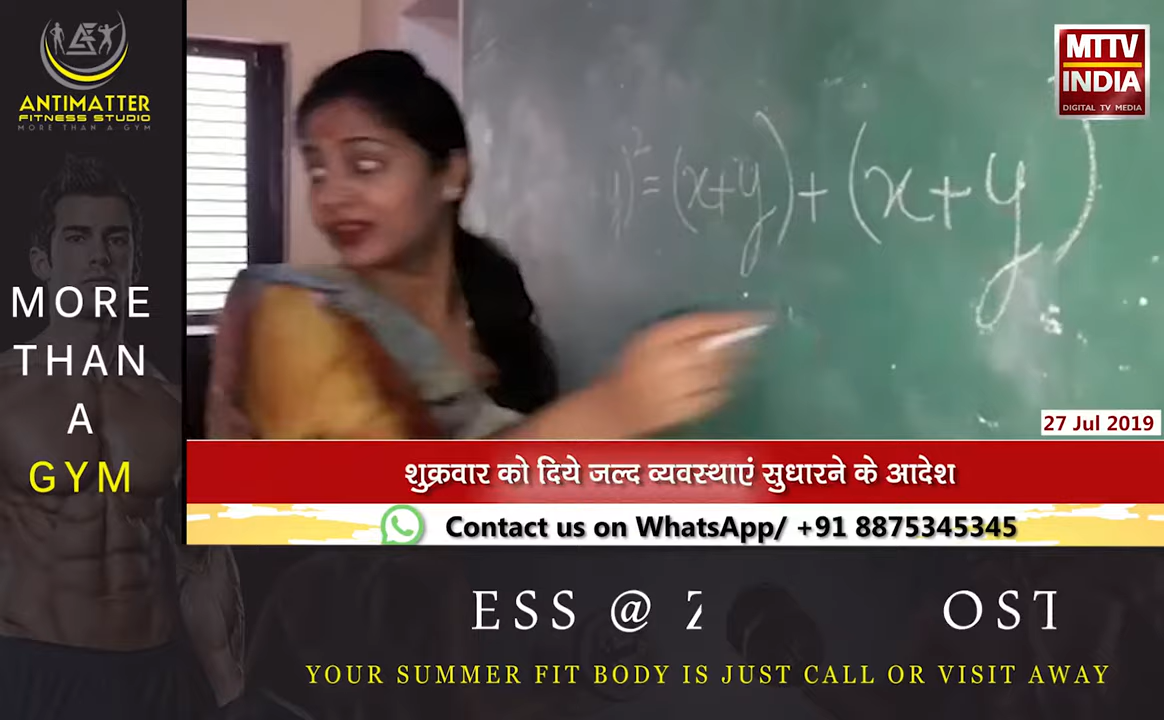 ANTIMATTER
FITNESS STUDIO
MORE THAN A GYM
MORE
THAN
A
GYM
MTTV
INDIA
DIGITAL TV MEDIA
)² = (x+y) + (x+y)
27 Jul 2019
शुक्रवार को दिये जल्द व्यवस्थाएं सुधारने के आदेश
Contact us on WhatsApp/ +91 8875345345
ESS @ OST
YOUR SUMMER FIT BODY IS JUST CALL OR VISIT AWAY